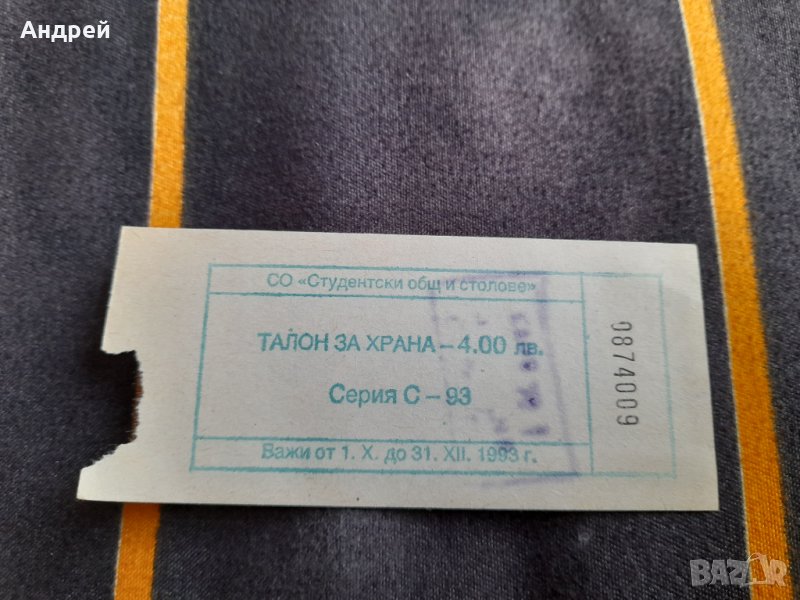 Андрей
СО «Студентски общ и столове»
ТАЛОН ЗА ХРАНА – 4.00 лв.
Серия С – 93
Важи от 1. X. до 31. XII. 1993 г.
0874009
BAZAR